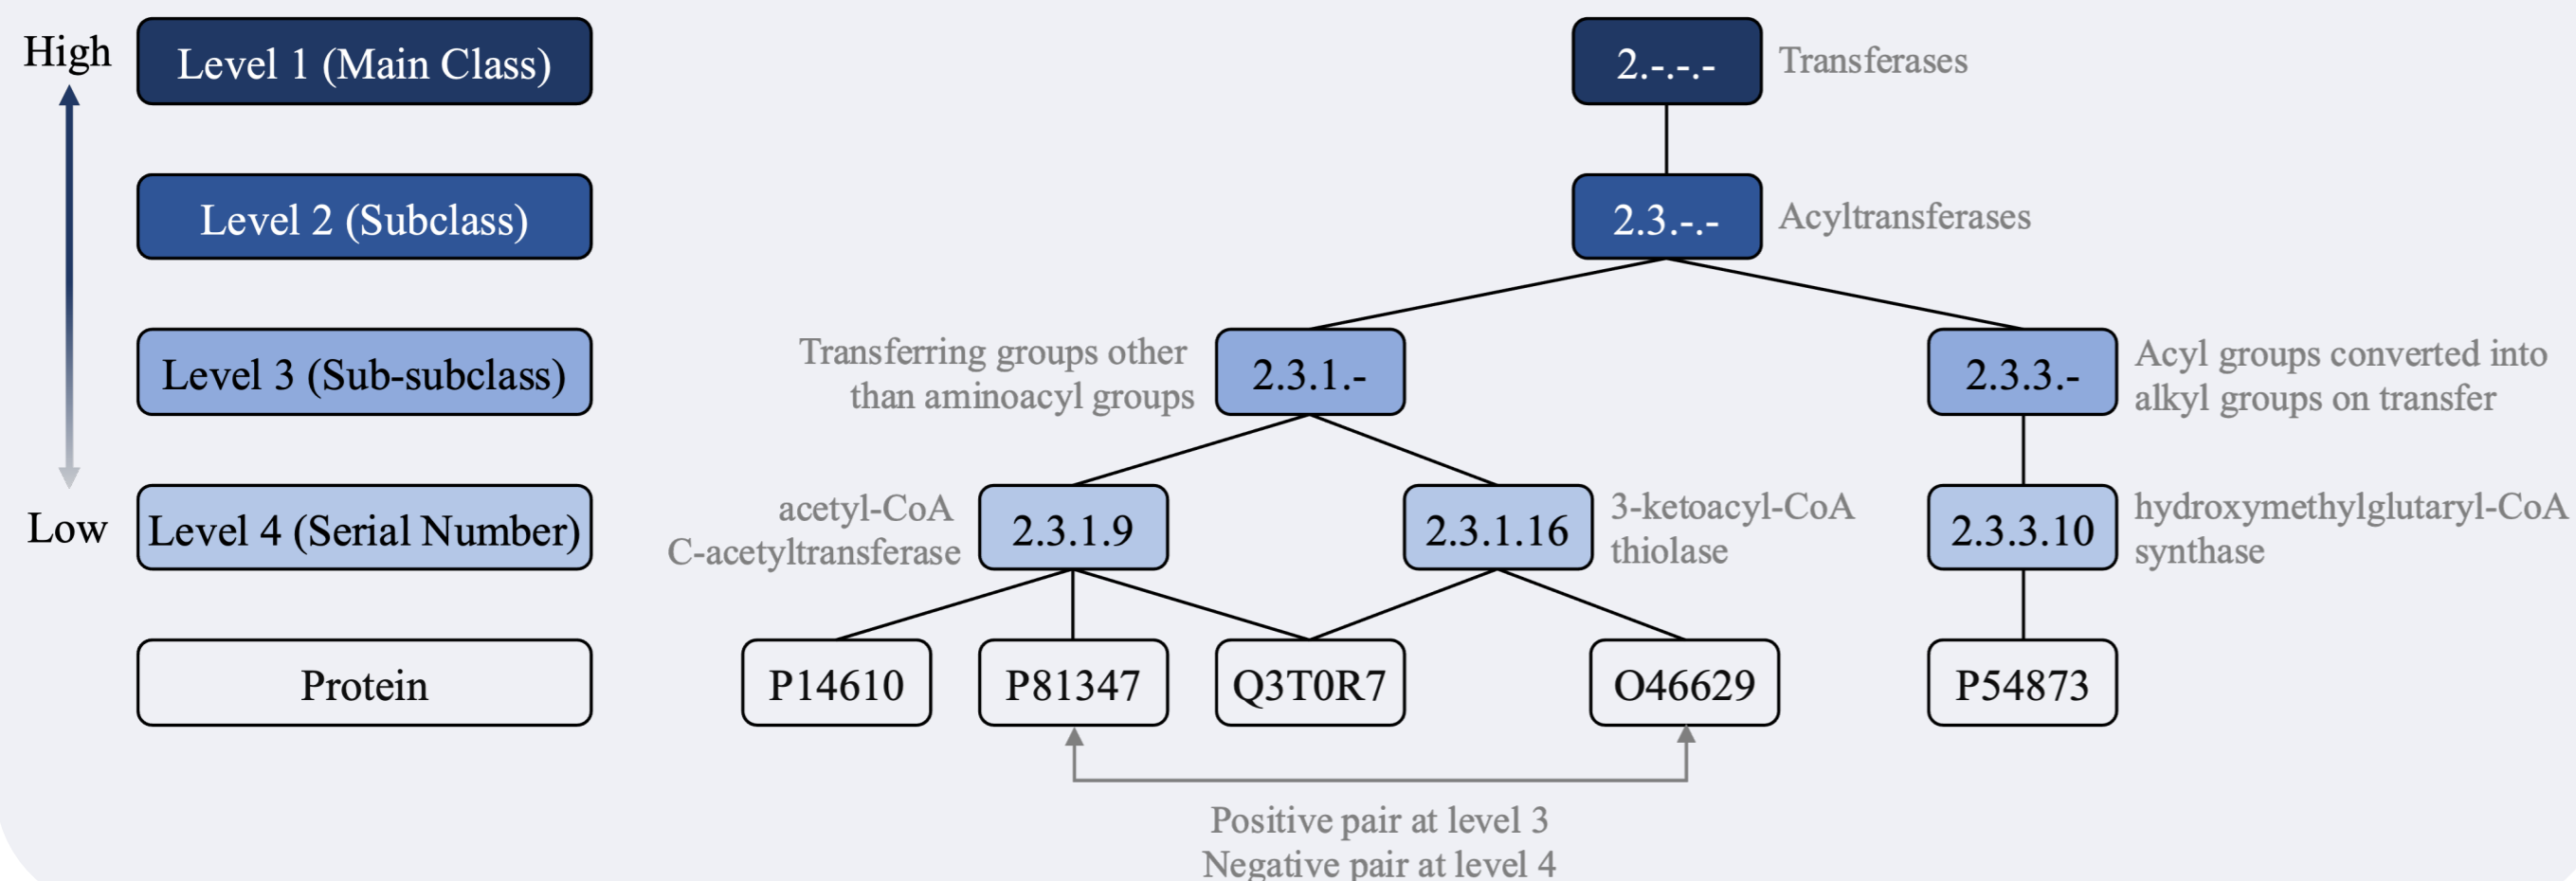 High
Level 1 (Main Class)
2.-.-.-
Transferases
Level 2 (Subclass)
2.3.-.-
Acyltransferases
Level 3 (Sub-subclass)
Transferring groups other
than aminoacyl groups
2.3.1.-
2.3.3.-
Acyl groups converted into
alkyl groups on transfer
Low
Level 4 (Serial Number)
acetyl-CoA
C-acetyltransferase
2.3.1.9
2.3.1.16
3-ketoacyl-CoA
thiolase
2.3.3.10
hydroxymethylglutaryl-CoA
synthase
Protein
P14610
P81347
Q3T0R7
O46629
P54873
Positive pair at level 3
Negative pair at level 4